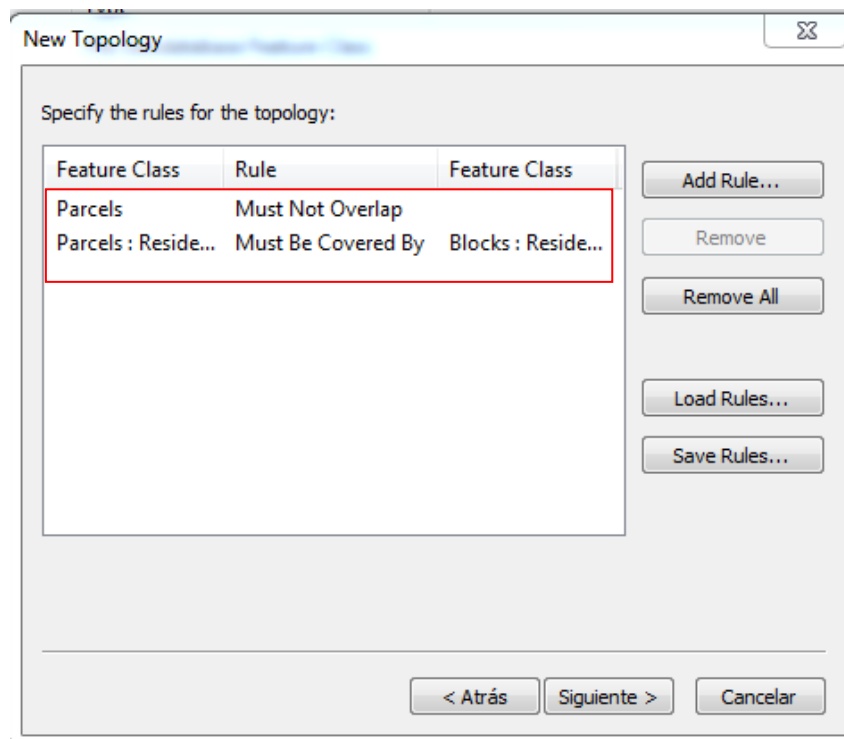 New Topology
Specify the rules for the topology:
Feature Class Rule Feature Class
Parcels Must Not Overlap
Parcels : Reside... Must Be Covered By Blocks : Reside...
Add Rule...
Remove
Remove All
Load Rules...
Save Rules...
< Atrás Siguiente > Cancelar